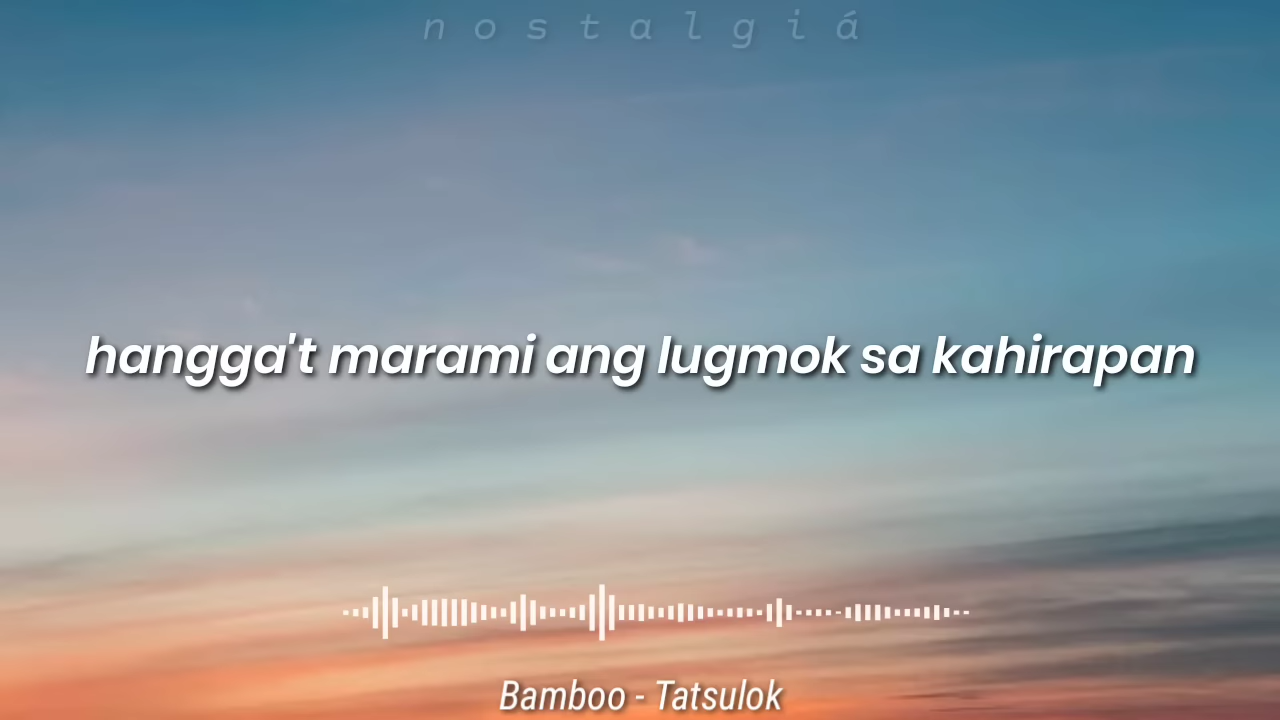 n o s t a l g i á
hangga't marami ang lugmok sa kahirapan
Bamboo - Tatsulok